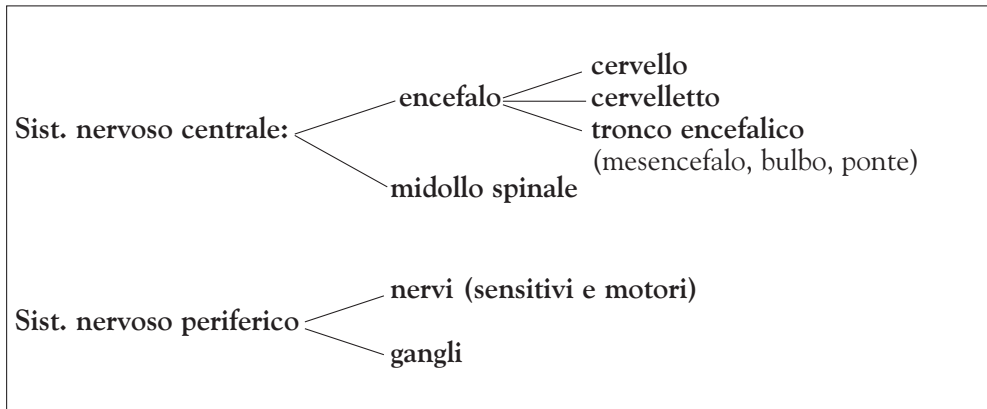 cervello
encefalo
cervelletto
Sist. nervoso centrale:
tronco encefalico
(mesencefalo, bulbo, ponte)
midollo spinale
nervi (sensitivi e motori)
Sist. nervoso periferico
gangli